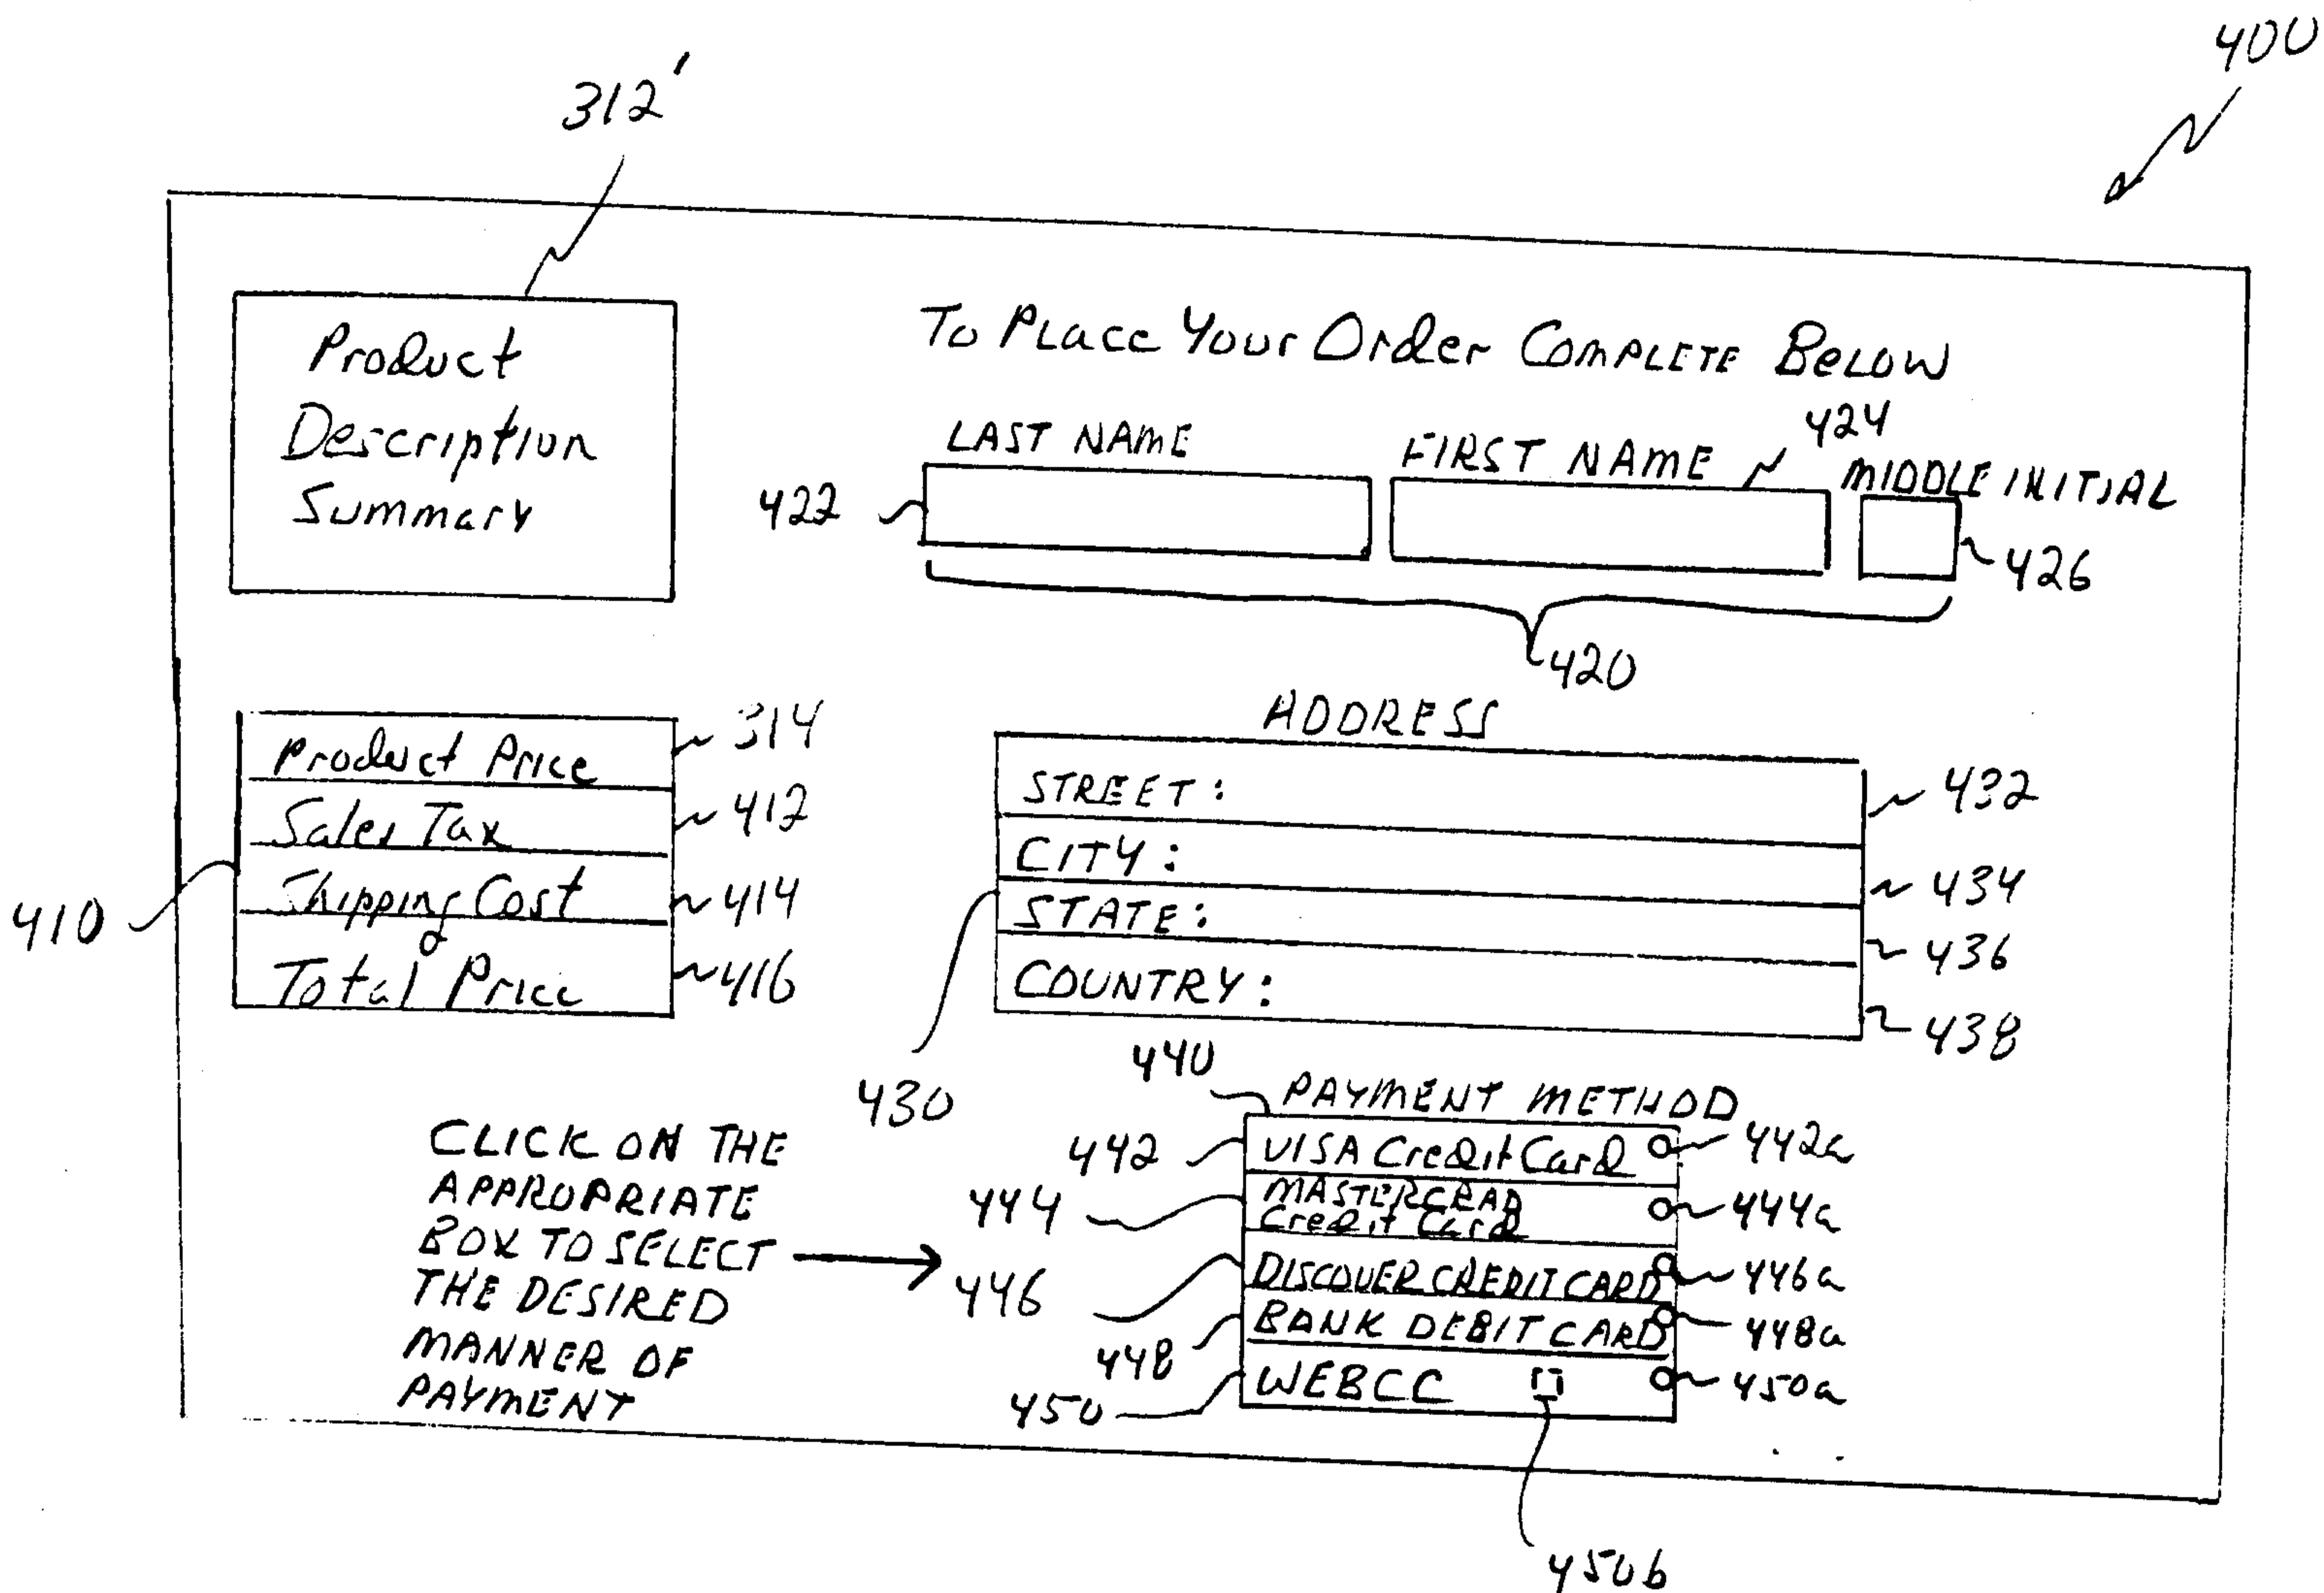 400
312'
Product
Description
Summary
To Place Your Order COMPLETE BELOW
LAST NAME
FIRST NAME
424
MIDDLE INITIAL
422
426
420
Product Price
314
Sales Tax
412
Shipping Cost
414
Total Price
416
410
ADDRESS
STREET:
432
CITY:
434
STATE:
436
COUNTRY:
438
430
440
PAYMENT METHOD
442
VISA Credit Card
442a
444
MASTERCRAD
Credit Card
444a
446
DISCOVER CREDIT CARD
446a
448
BANK DEBIT CARD
448a
450
WEBCC
450a
450b
CLICK ON THE
APPROPRIATE
BOX TO SELECT
THE DESIRED
MANNER OF
PAYMENT